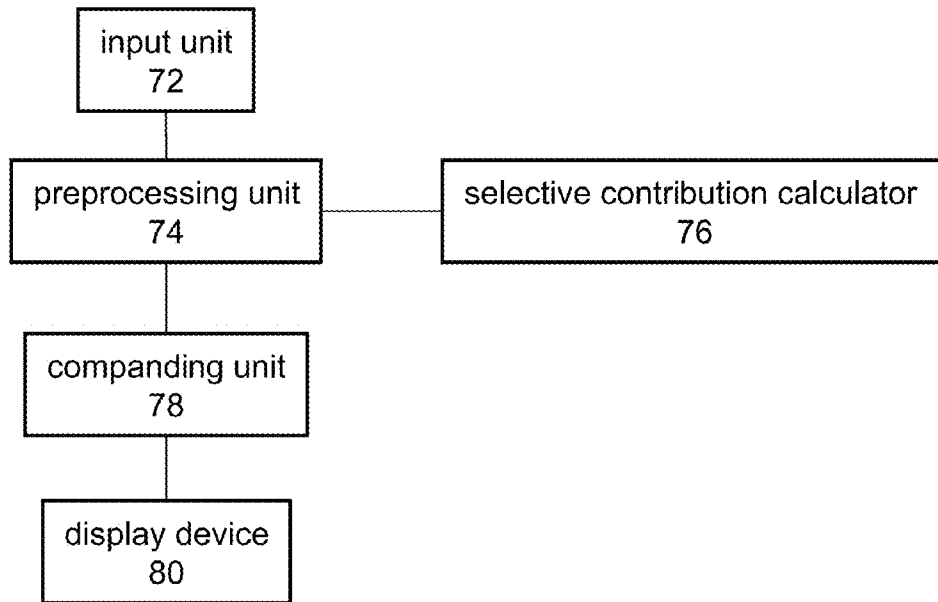 input unit
72
preprocessing unit
74
selective contribution calculator
76
companding unit
78
display device
80